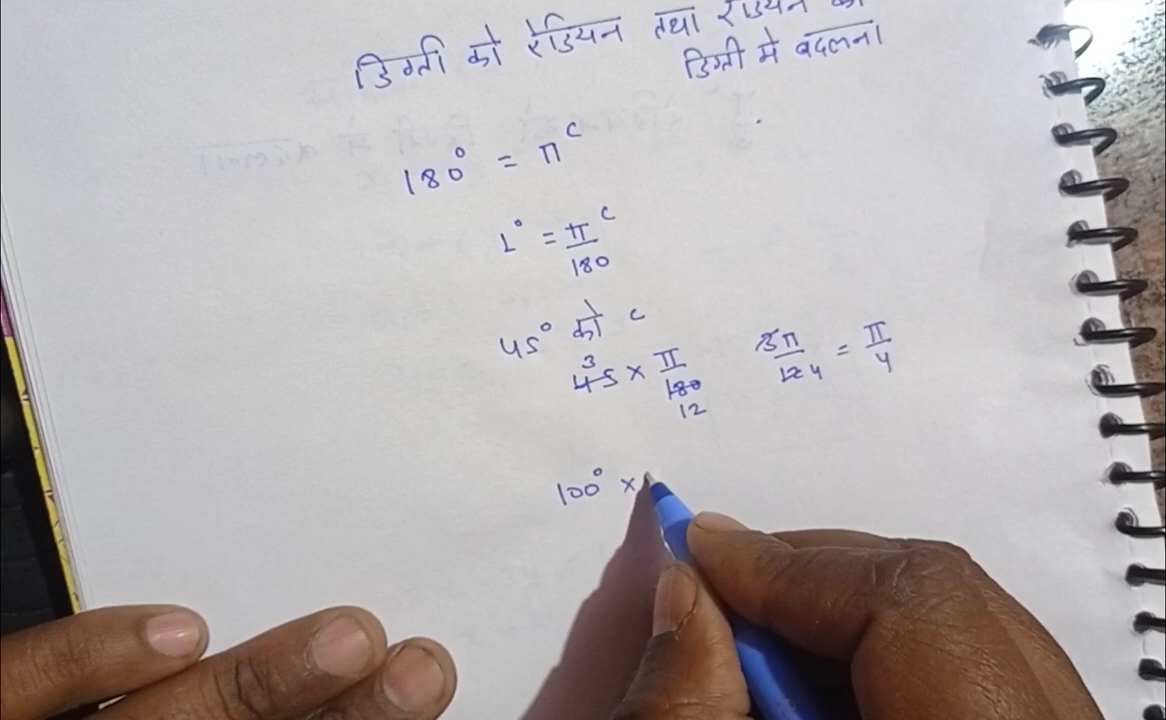 डिग्री को रेडियन तथा रेडियन को
डिग्री मे बदलना
180° = π^c
1° = π^c/180
45° को c
45 3 × π/180 12
3π/12 4 = π/4
100° ×